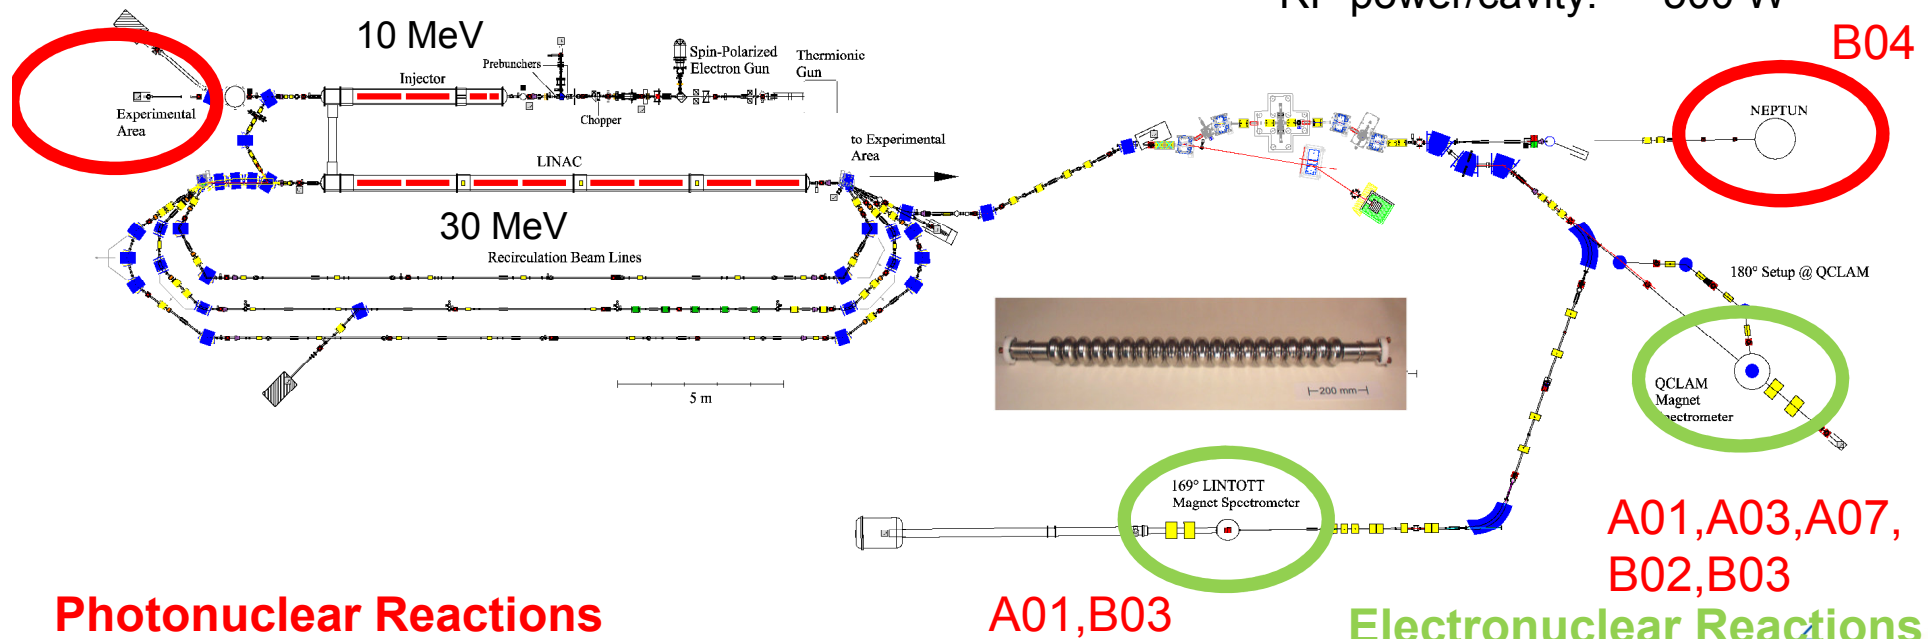 RF power/cavity: 500 W
B04
10 MeV
Spin-Polarized
Electron Gun
Thermionic
Gun
Prebunchers
Injector
Chopper
Experimental
Area
NEPTUN
to Experimental
Area
LINAC
30 MeV
Recirculation Beam Lines
180° Setup @ QCLAM
5 m
200 mm
QCLAM
Magnet
Spectrometer
169° LINTOTT
Magnet Spectrometer
A01,A03,A07,
B02,B03
Photonuclear Reactions
A01,B03
Electronuclear Reactions